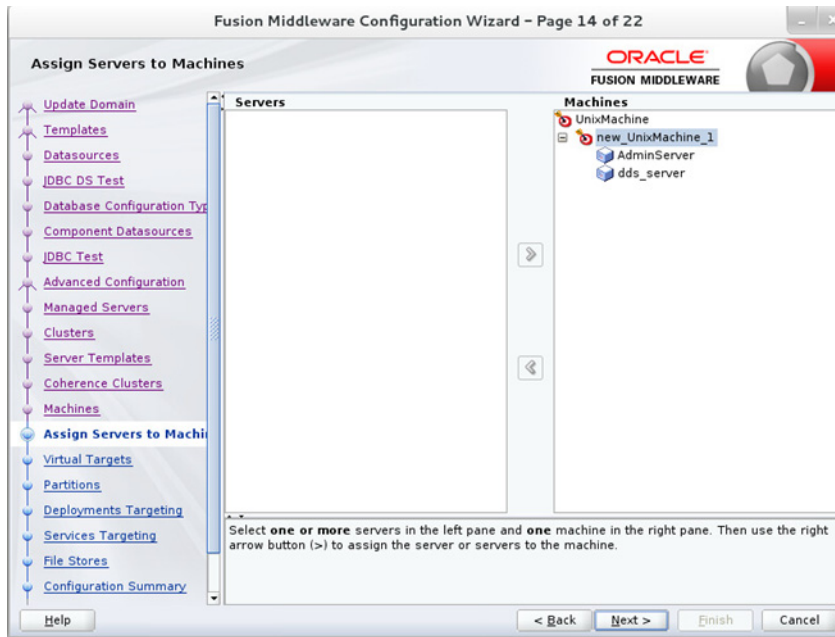 Fusion Middleware Configuration Wizard – Page 14 of 22
Assign Servers to Machines
ORACLE
FUSION MIDDLEWARE
Update Domain
Templates
Datasources
JDBC DS Test
Database Configuration Typ
Component Datasources
JDBC Test
Advanced Configuration
Managed Servers
Clusters
Server Templates
Coherence Clusters
Machines
Assign Servers to Machi
Virtual Targets
Partitions
Deployments Targeting
Services Targeting
File Stores
Configuration Summary
Servers
Machines
UnixMachine
new_UnixMachine_1
AdminServer
dds_server
Select one or more servers in the left pane and one machine in the right pane. Then use the right
arrow button (>) to assign the server or servers to the machine.
Help
< Back
Next >
Finish
Cancel